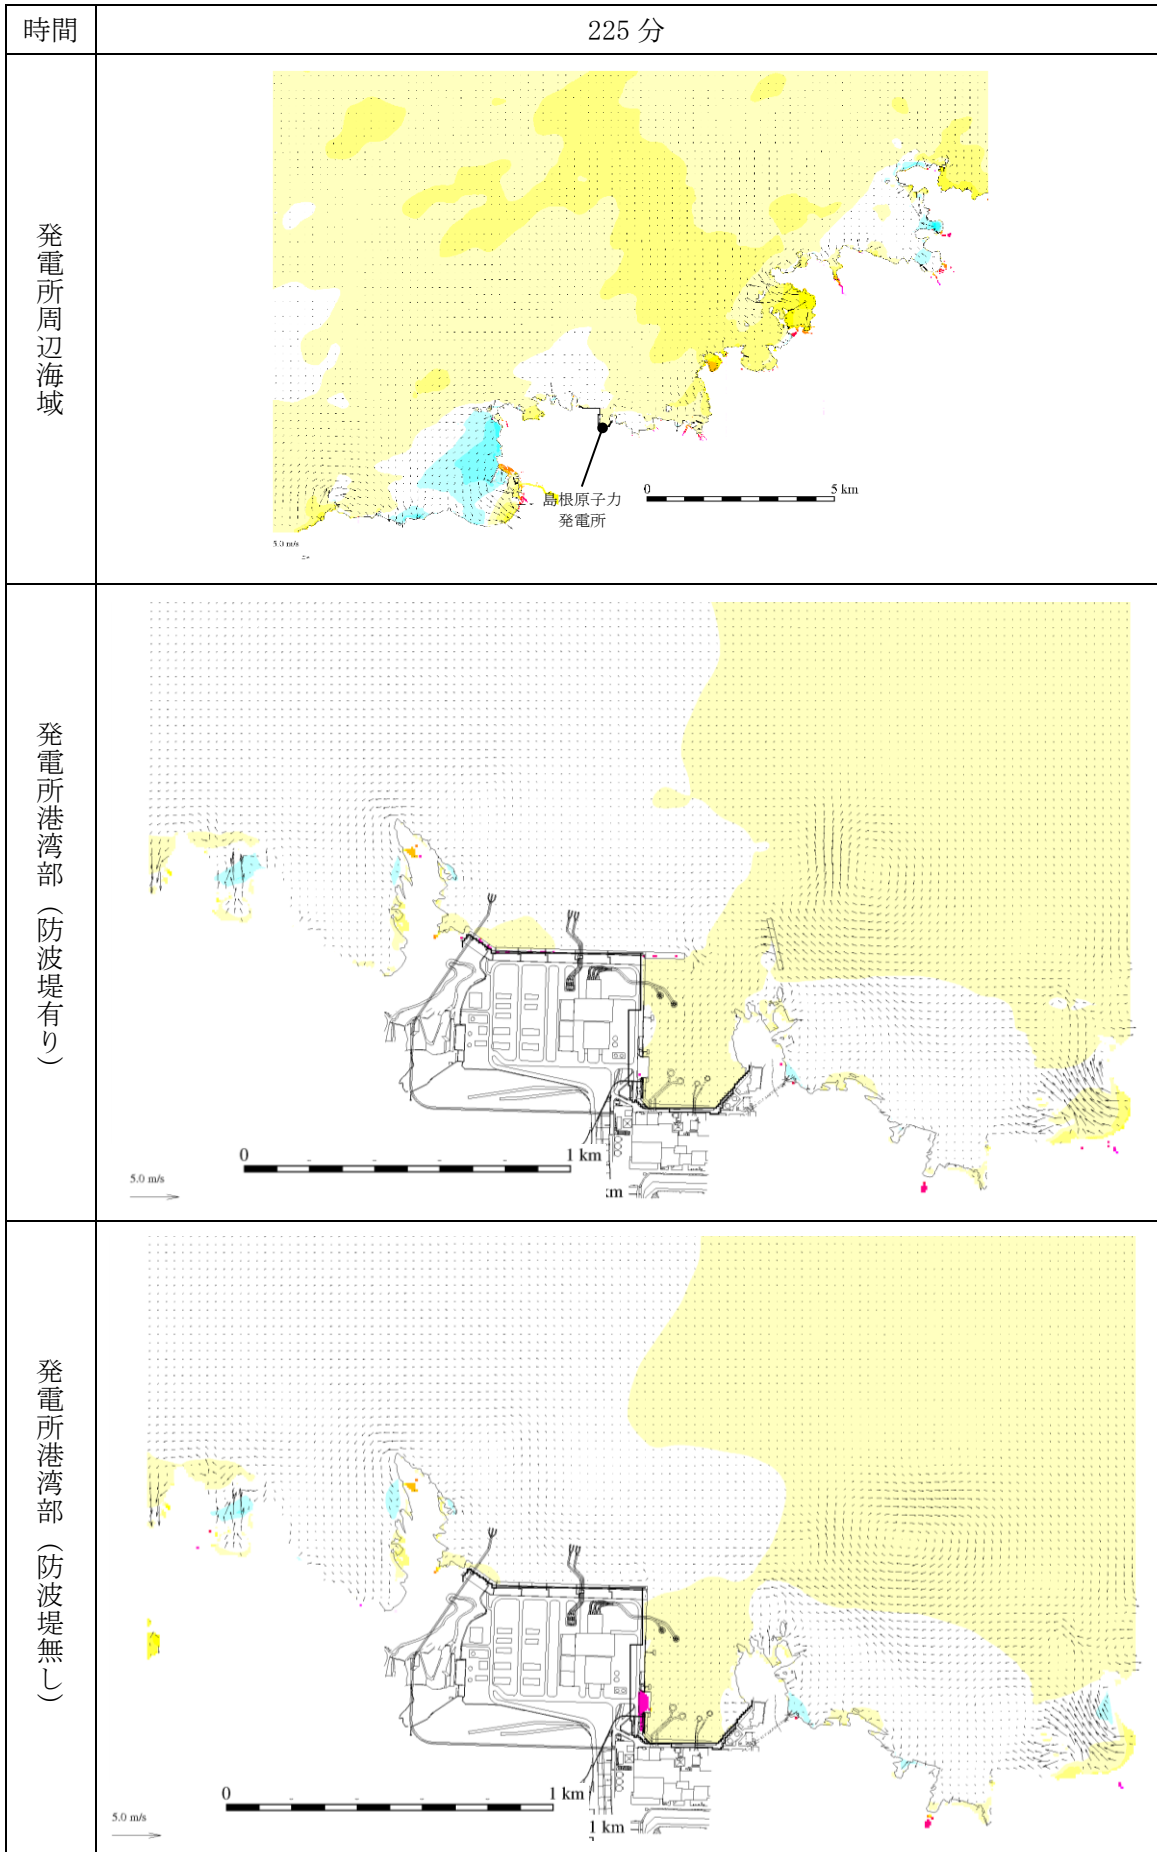 時間
225 分
発電所周辺海域
島根原子力
発電所
0
5 km
5.0 m/s
発電所港湾部（防波堤有り）
0
1 km
5.0 m/s
発電所港湾部（防波堤無し）
0
1 km
5.0 m/s
1 km